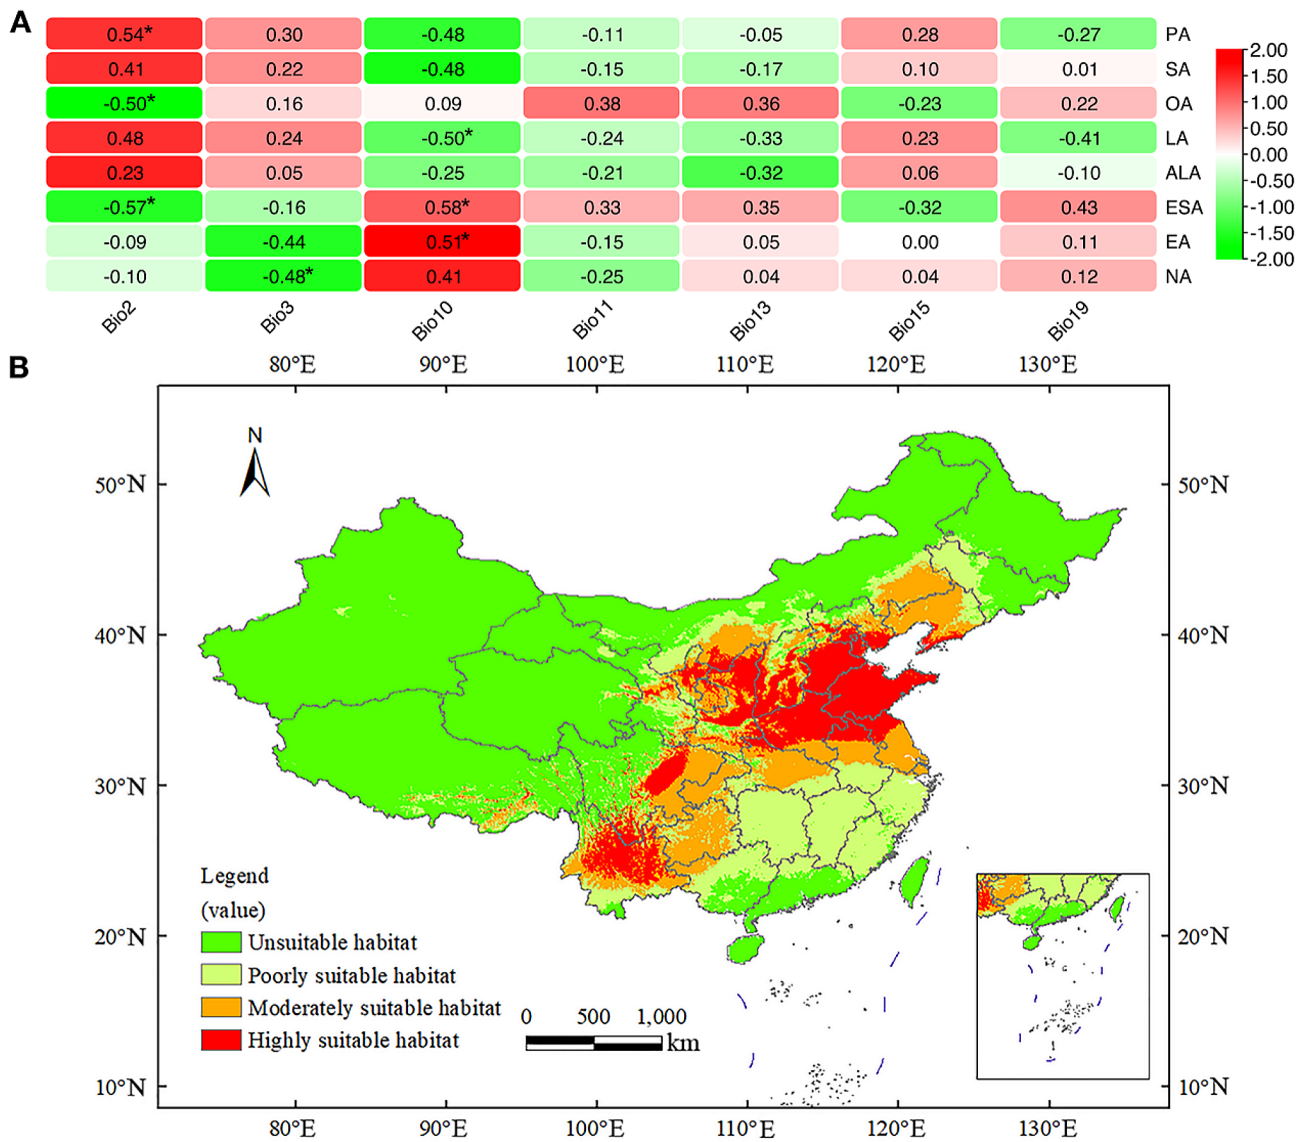 A
0.54* 0.30 -0.48 -0.11 -0.05 0.28 -0.27 PA
0.41 0.22 -0.48 -0.15 -0.17 0.10 0.01 SA
-0.50* 0.16 0.09 0.38 0.36 -0.23 0.22 OA
0.48 0.24 -0.50* -0.24 -0.33 0.23 -0.41 LA
0.23 0.05 -0.25 -0.21 -0.32 0.06 -0.10 ALA
-0.57* -0.16 0.58* 0.33 0.35 -0.32 0.43 ESA
-0.09 -0.44 0.51* -0.15 0.05 0.00 0.11 EA
-0.10 -0.48* 0.41 -0.25 0.04 0.04 0.12 NA
Bio2 Bio3 Bio10 Bio11 Bio13 Bio15 Bio19
2.00
1.50
1.00
0.50
0.00
-0.50
-1.00
-1.50
-2.00
B
80°E 90°E 100°E 110°E 120°E 130°E
N
50°N 50°N
40°N 40°N
30°N 30°N
20°N 20°N
10°N 10°N
Legend
(value)
Unsuitable habitat
Poorly suitable habitat
Moderately suitable habitat
Highly suitable habitat
0 500 1,000
km
80°E 90°E 100°E 110°E 120°E 130°E